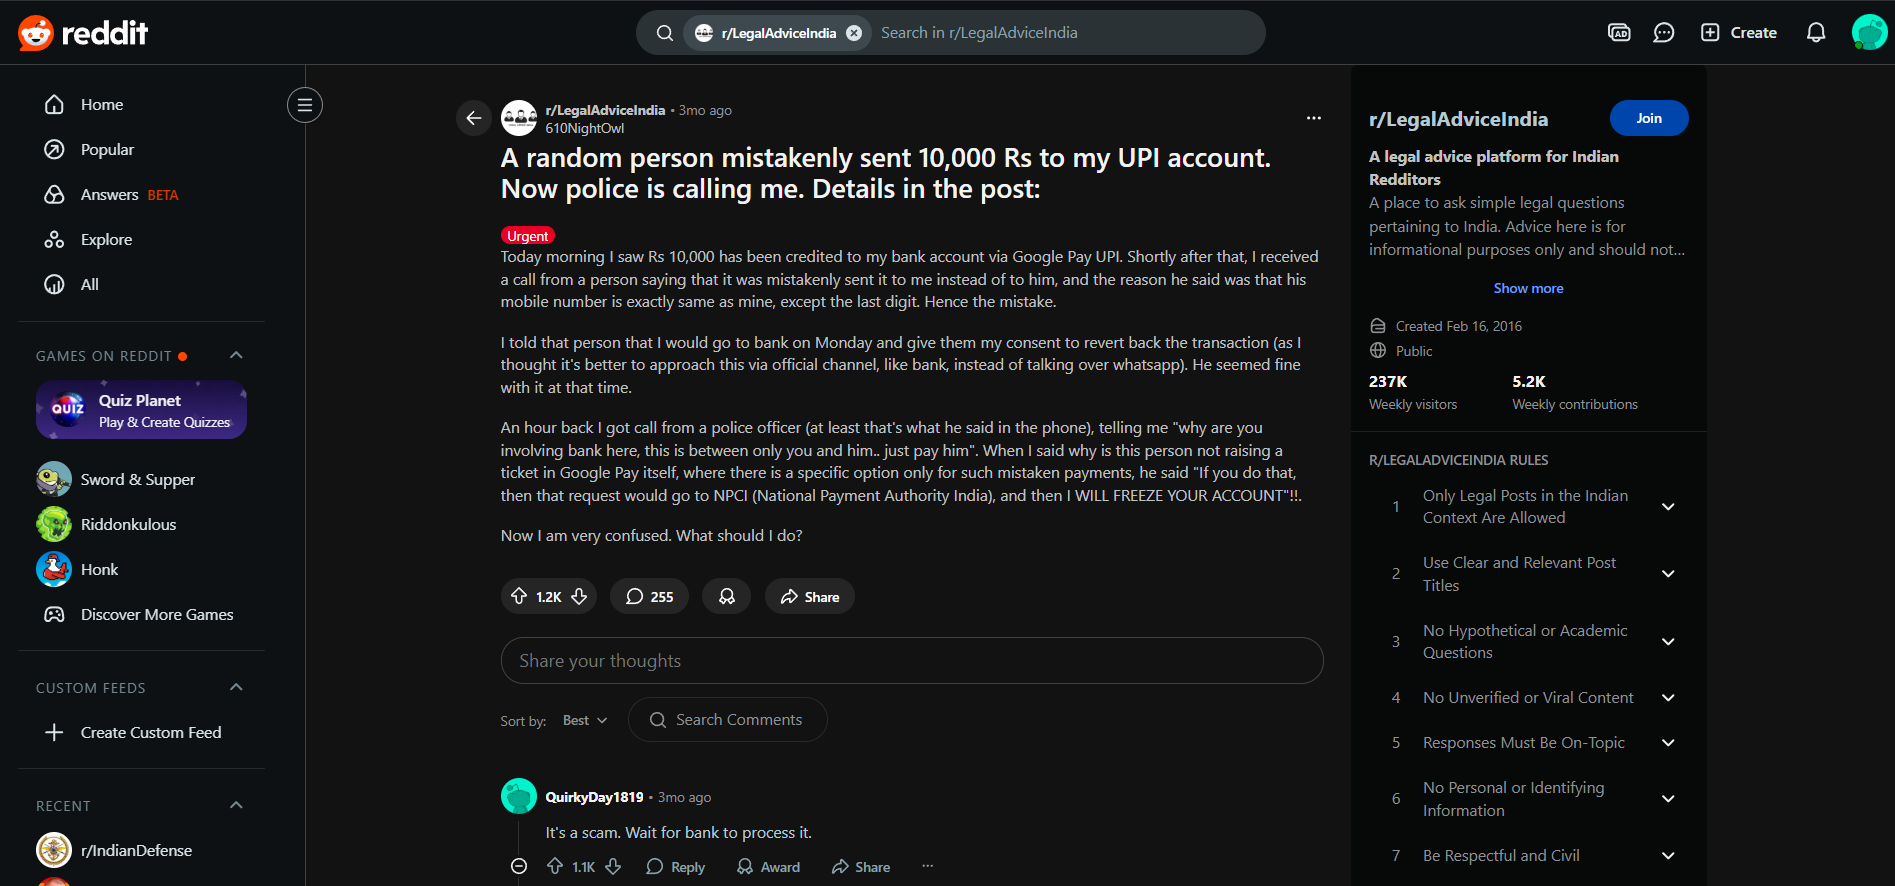 reddit
r/LegalAdviceIndia
Search in r/LegalAdviceIndia
AD
Create
Home
Popular
Answers BETA
Explore
All
GAMES ON REDDIT
QUIZ
Quiz Planet
Play & Create Quizzes
Sword & Supper
Riddonkulous
Honk
Discover More Games
CUSTOM FEEDS
Create Custom Feed
RECENT
r/IndianDefense
r/LegalAdviceIndia • 3mo ago
610NightOwl
A random person mistakenly sent 10,000 Rs to my UPI account.
Now police is calling me. Details in the post:
Urgent
Today morning I saw Rs 10,000 has been credited to my bank account via Google Pay UPI. Shortly after that, I received
a call from a person saying that it was mistakenly sent it to me instead of to him, and the reason he said was that his
mobile number is exactly same as mine, except the last digit. Hence the mistake.
I told that person that I would go to bank on Monday and give them my consent to revert back the transaction (as I
thought it's better to approach this via official channel, like bank, instead of talking over whatsapp). He seemed fine
with it at that time.
An hour back I got call from a police officer (at least that's what he said in the phone), telling me "why are you
involving bank here, this is between only you and him.. just pay him". When I said why is this person not raising a
ticket in Google Pay itself, where there is a specific option only for such mistaken payments, he said "If you do that,
then that request would go to NPCI (National Payment Authority India), and then I WILL FREEZE YOUR ACCOUNT"!!.
Now I am very confused. What should I do?
1.2K
255
Share
Share your thoughts
Sort by: Best
Search Comments
QuirkyDay1819 • 3mo ago
It's a scam. Wait for bank to process it.
1.1K
Reply
Award
Share
r/LegalAdviceIndia
Join
A legal advice platform for Indian
Redditors
A place to ask simple legal questions
pertaining to India. Advice here is for
informational purposes only and should not...
Show more
Created Feb 16, 2016
Public
237K 5.2K
Weekly visitors Weekly contributions
R/LEGALADVICEINDIA RULES
1 Only Legal Posts in the Indian
Context Are Allowed
2 Use Clear and Relevant Post
Titles
3 No Hypothetical or Academic
Questions
4 No Unverified or Viral Content
5 Responses Must Be On-Topic
6 No Personal or Identifying
Information
7 Be Respectful and Civil